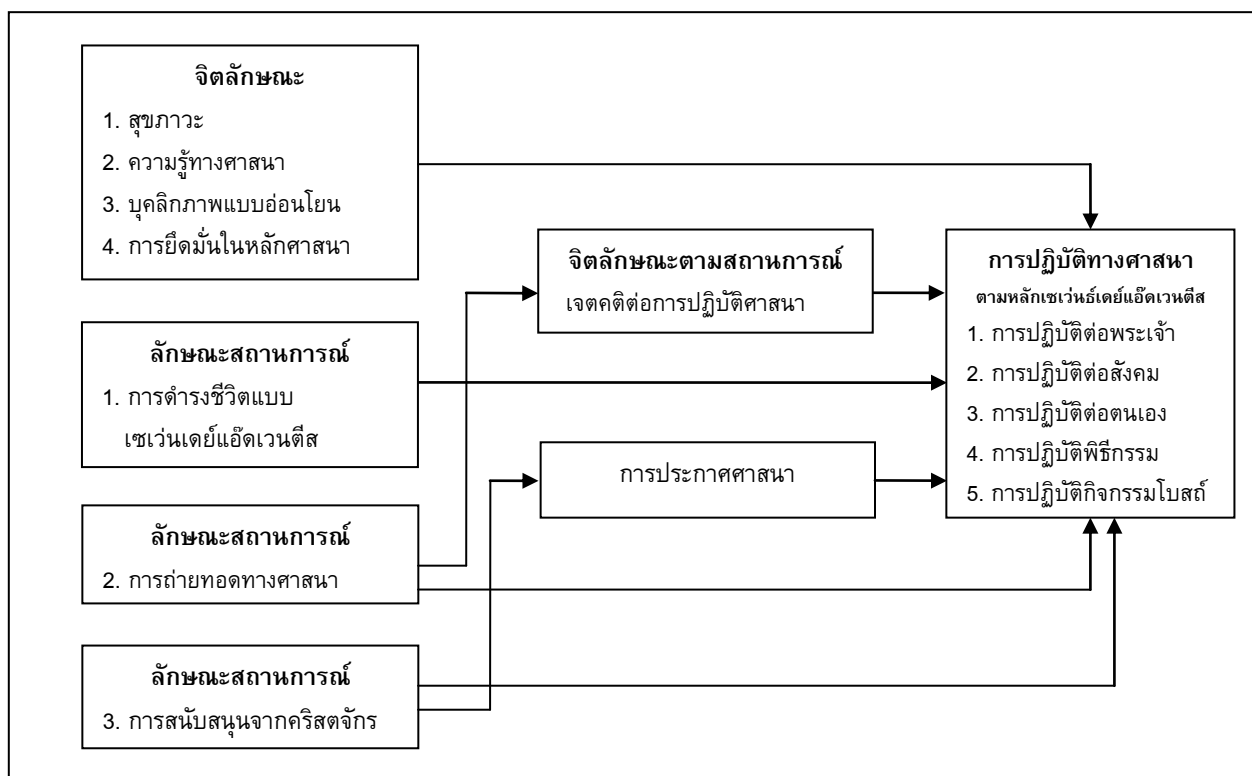 จิตลักษณะ
1. สุขภาวะ
2. ความรู้ทางศาสนา
3. บุคลิกภาพแบบอ่อนโยน
4. การยึดมั่นในหลักศาสนา
ลักษณะสถานการณ์
1. การดำรงชีวิตแบบ
เซเว่นเดย์แอ๊ดเวนตีส
ลักษณะสถานการณ์
2. การถ่ายทอดทางศาสนา
ลักษณะสถานการณ์
3. การสนับสนุนจากคริสตจักร
จิตลักษณะตามสถานการณ์
เจตคติต่อการปฏิบัติศาสนา
การประกาศศาสนา
การปฏิบัติทางศาสนา
ตามหลักเซเว่นธ์เดย์แอ๊ดเวนตีส
1. การปฏิบัติต่อพระเจ้า
2. การปฏิบัติต่อสังคม
3. การปฏิบัติต่อตนเอง
4. การปฏิบัติพิธีกรรม
5. การปฏิบัติกิจกรรมโบสถ์